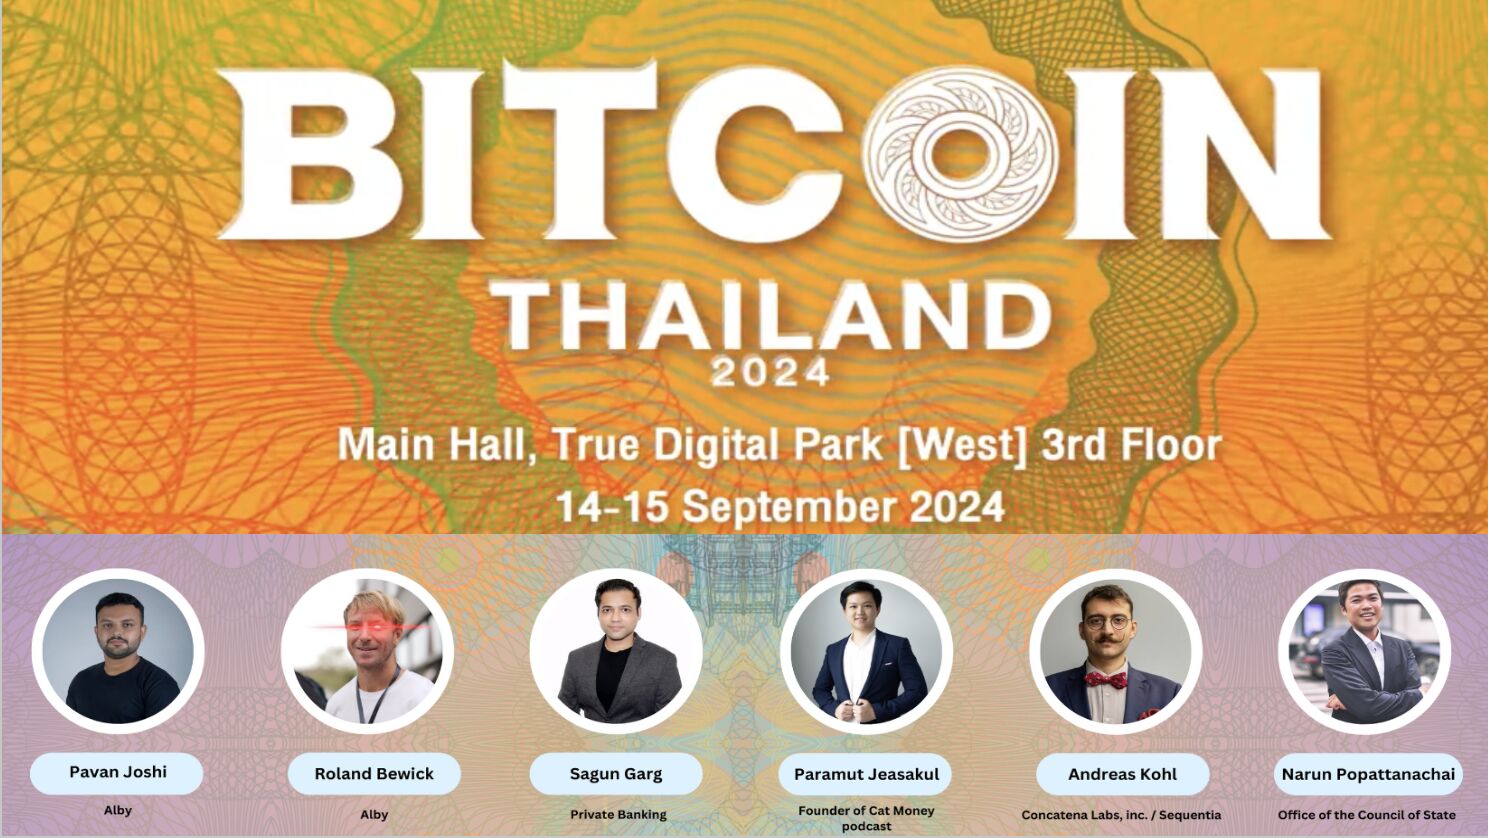 BITCOIN
THAILAND
2024
Main Hall, True Digital Park [West] 3rd Floor
14-15 September 2024
Pavan Joshi
Alby
Roland Bewick
Alby
Sagun Garg
Private Banking
Paramut Jeasakul
Founder of Cat Money
podcast
Andreas Kohl
Concatena Labs, inc. / Sequentia
Narun Popattanachai
Office of the Council of State